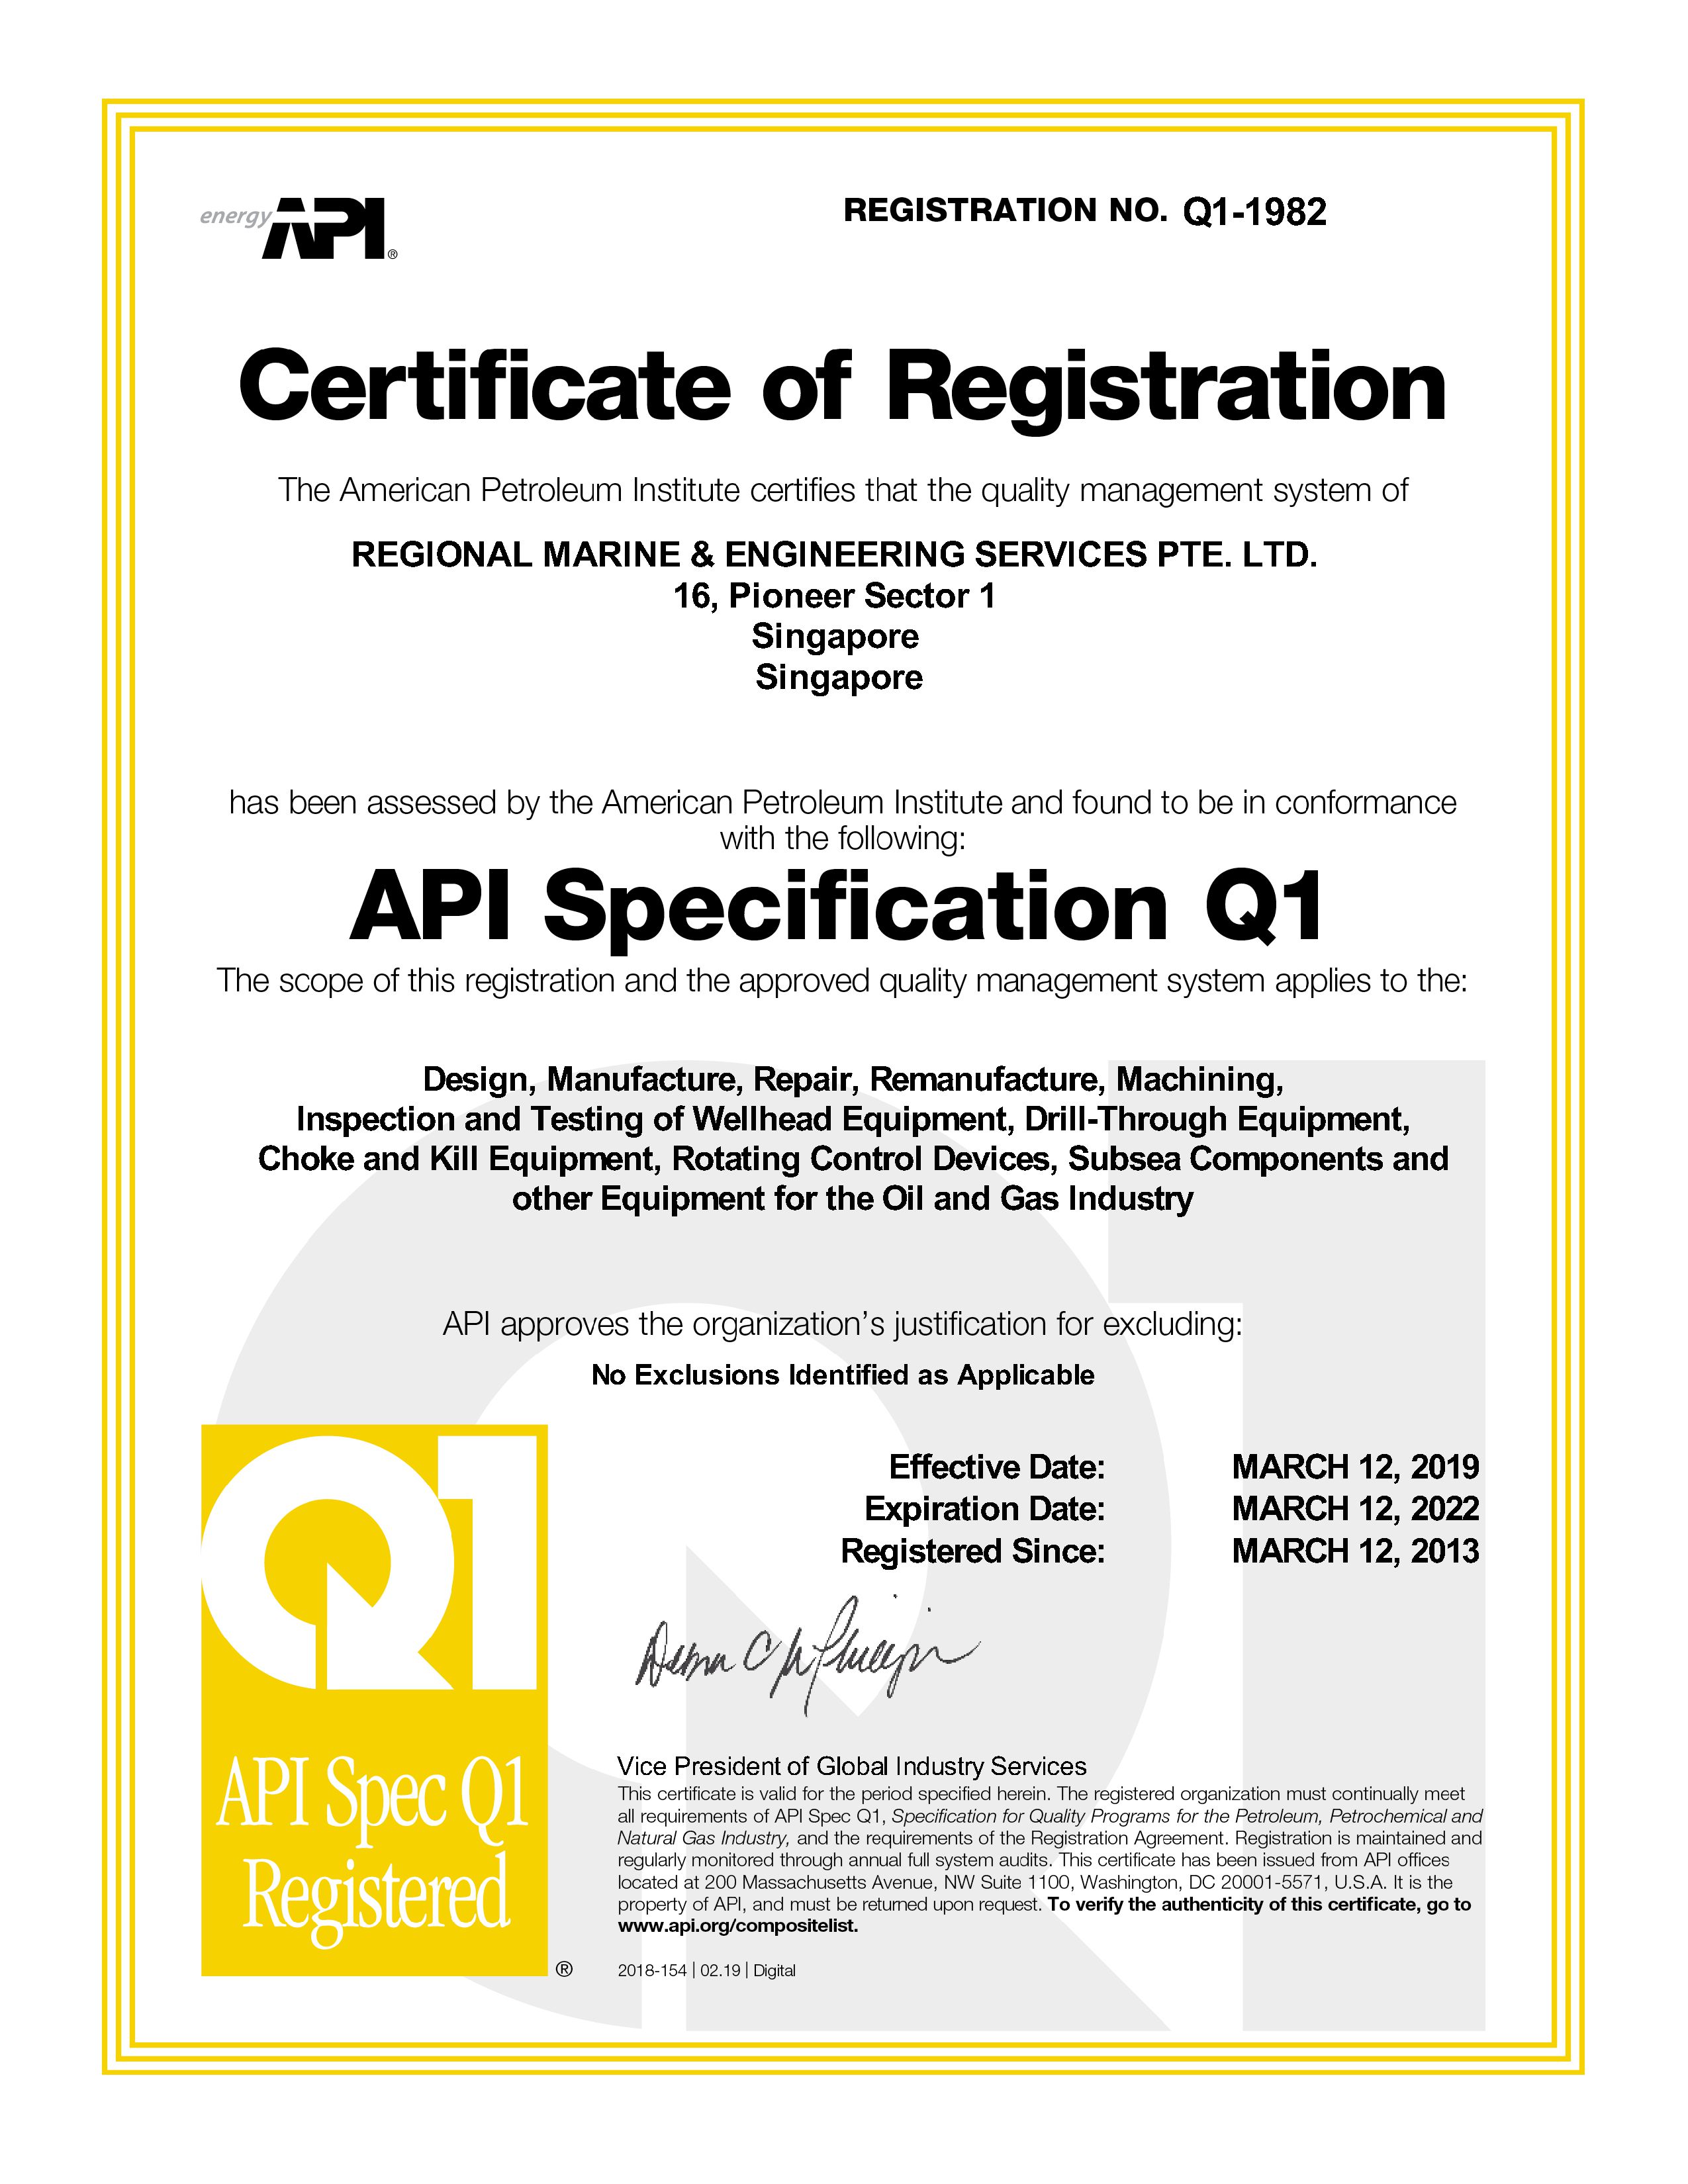 energy API®
REGISTRATION NO. Q1-1982
Certificate of Registration
The American Petroleum Institute certifies that the quality management system of
REGIONAL MARINE & ENGINEERING SERVICES PTE. LTD.
16, Pioneer Sector 1
Singapore
Singapore
has been assessed by the American Petroleum Institute and found to be in conformance
with the following:
API Specification Q1
The scope of this registration and the approved quality management system applies to the:
Design, Manufacture, Repair, Remanufacture, Machining,
Inspection and Testing of Wellhead Equipment, Drill-Through Equipment,
Choke and Kill Equipment, Rotating Control Devices, Subsea Components and
other Equipment for the Oil and Gas Industry
API approves the organization’s justification for excluding:
No Exclusions Identified as Applicable
Effective Date: MARCH 12, 2019
Expiration Date: MARCH 12, 2022
Registered Since: MARCH 12, 2013
Q1
API Spec Q1
Registered
®
Vice President of Global Industry Services
This certificate is valid for the period specified herein. The registered organization must continually meet
all requirements of API Spec Q1, Specification for Quality Programs for the Petroleum, Petrochemical and
Natural Gas Industry, and the requirements of the Registration Agreement. Registration is maintained and
regularly monitored through annual full system audits. This certificate has been issued from API offices
located at 200 Massachusetts Avenue, NW Suite 1100, Washington, DC 20001-5571, U.S.A. It is the
property of API, and must be returned upon request. To verify the authenticity of this certificate, go to
www.api.org/compositelist.
2018-154 | 02.19 | Digital